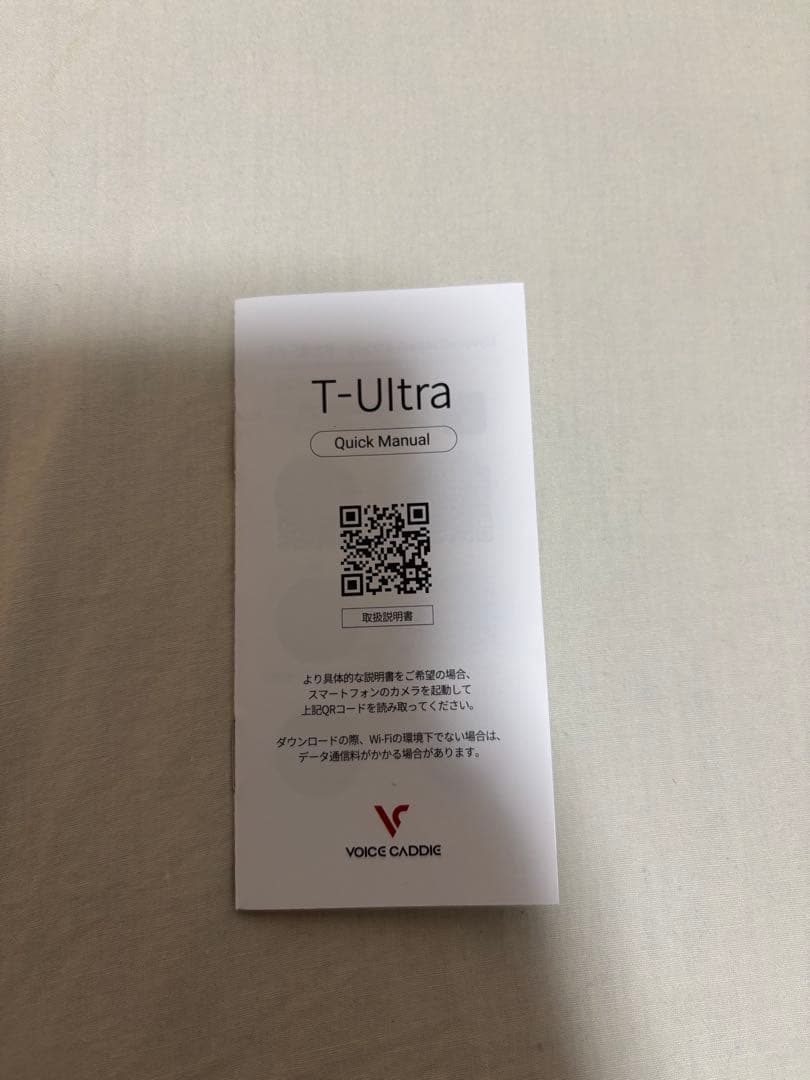 T-Ultra
Quick Manual
取扱説明書
より具体的な説明書をご希望の場合、
スマートフォンのカメラを起動して
上記QRコードを読み取ってください。
ダウンロードの際、Wi-Fiの環境下でない場合は、
データ通信料がかかる場合があります。
VOICE CADDIE